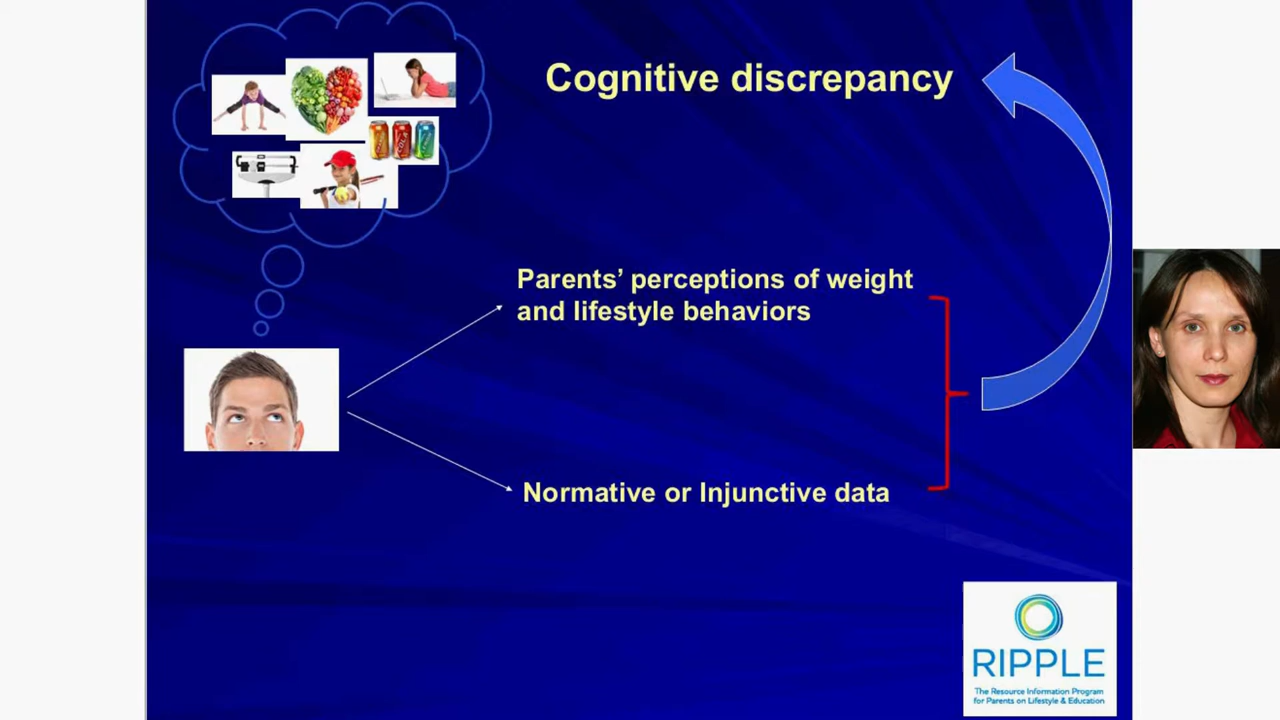 Cognitive discrepancy
Parents’ perceptions of weight
and lifestyle behaviors
Normative or Injunctive data
RIPPLE
The Resource Information Program
for Parents on Lifestyle & Education